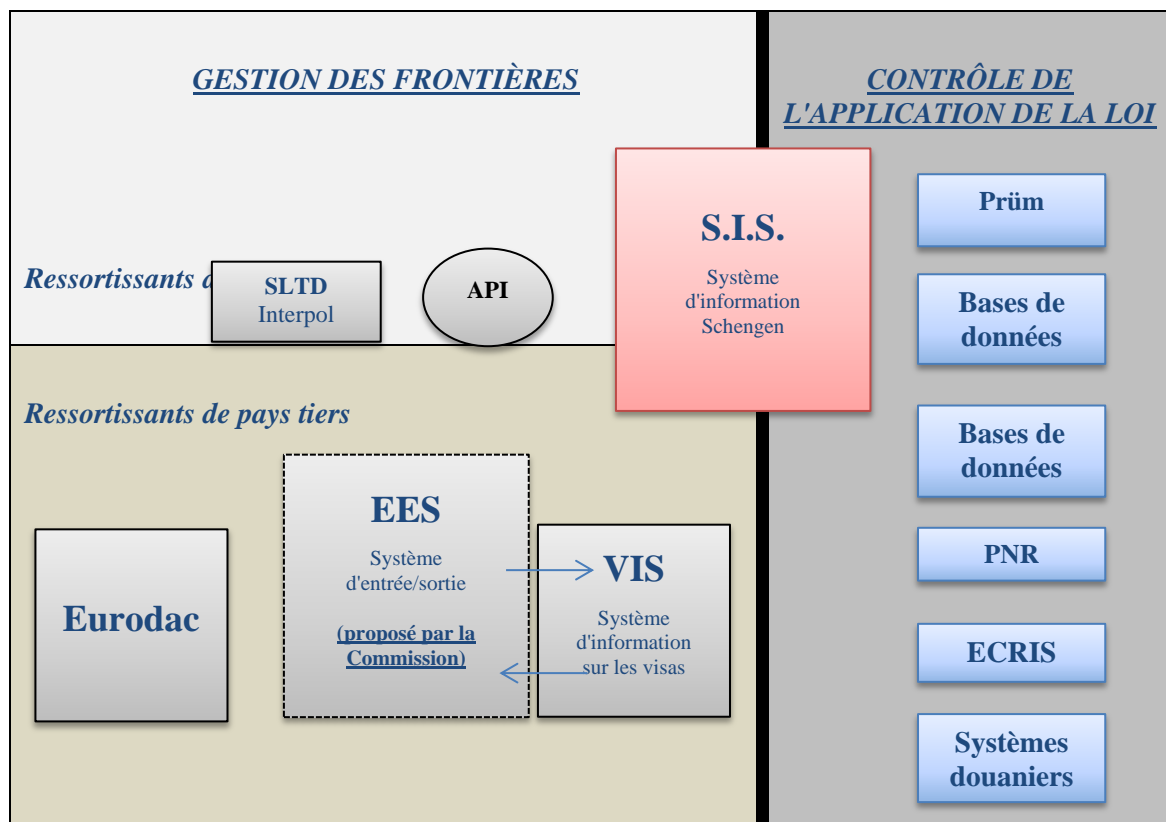 GESTION DES FRONTIÈRES
CONTRÔLE DE
L'APPLICATION DE LA LOI
Ressortissants
SLTD
Interpol
API
S.I.S.
Système
d'information
Schengen
Ressortissants de pays tiers
Eurodac
EES
Système
d'entrée/sortie
(proposé par la
Commission)
VIS
Système
d'information
sur les visas
Prüm
Bases de
données
Bases de
données
PNR
ECRIS
Systèmes
douaniers